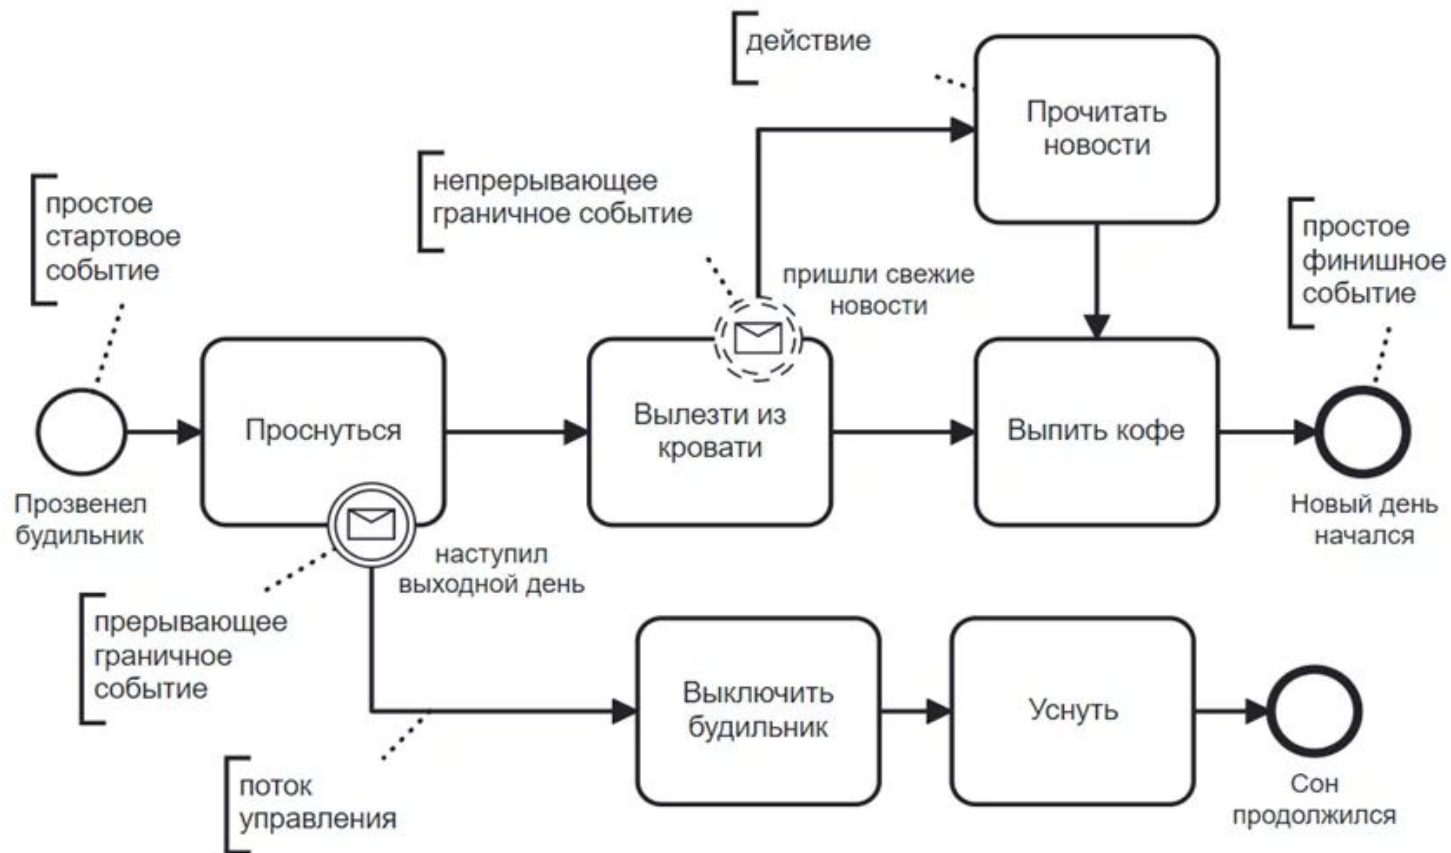 действие
Прочитать
новости
непрерывающее
граничное событие
простое
стартовое
событие
простое
финишное
событие
пришли свежие
новости
Проснуться
Вылезти из
кровати
Выпить кофе
Прозвенел
будильник
Новый день
начался
наступил
выходной день
прерывающее
граничное
событие
Выключить
будильник
Уснуть
поток
управления
Сон
продолжился